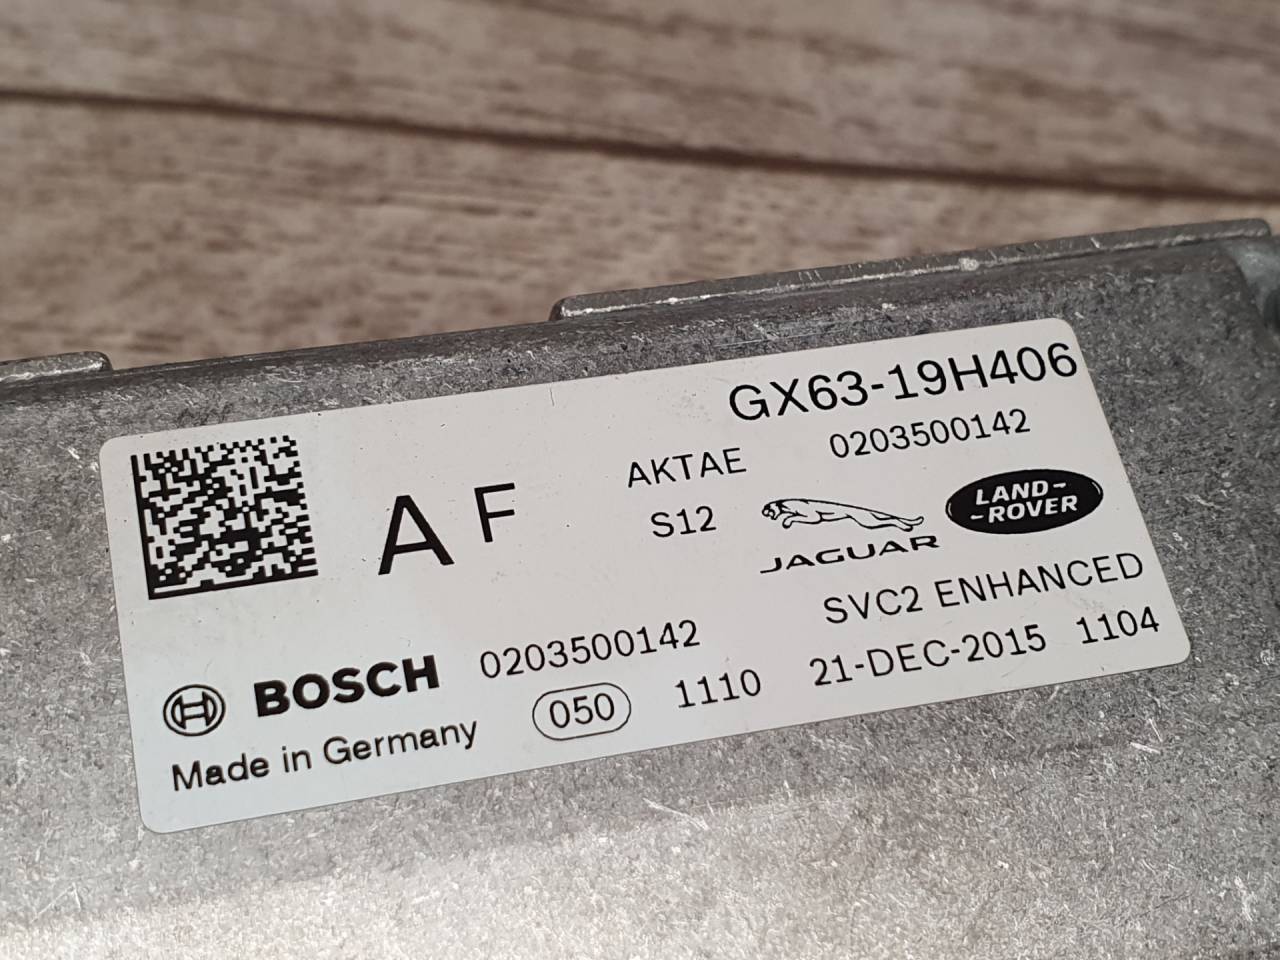 GX63-19H406
AKTAE 0203500142
A F
S12 JAGUAR LAND-
-ROVER
SVC2 ENHANCED
BOSCH 0203500142
Made in Germany 050 1110 21-DEC-2015 1104